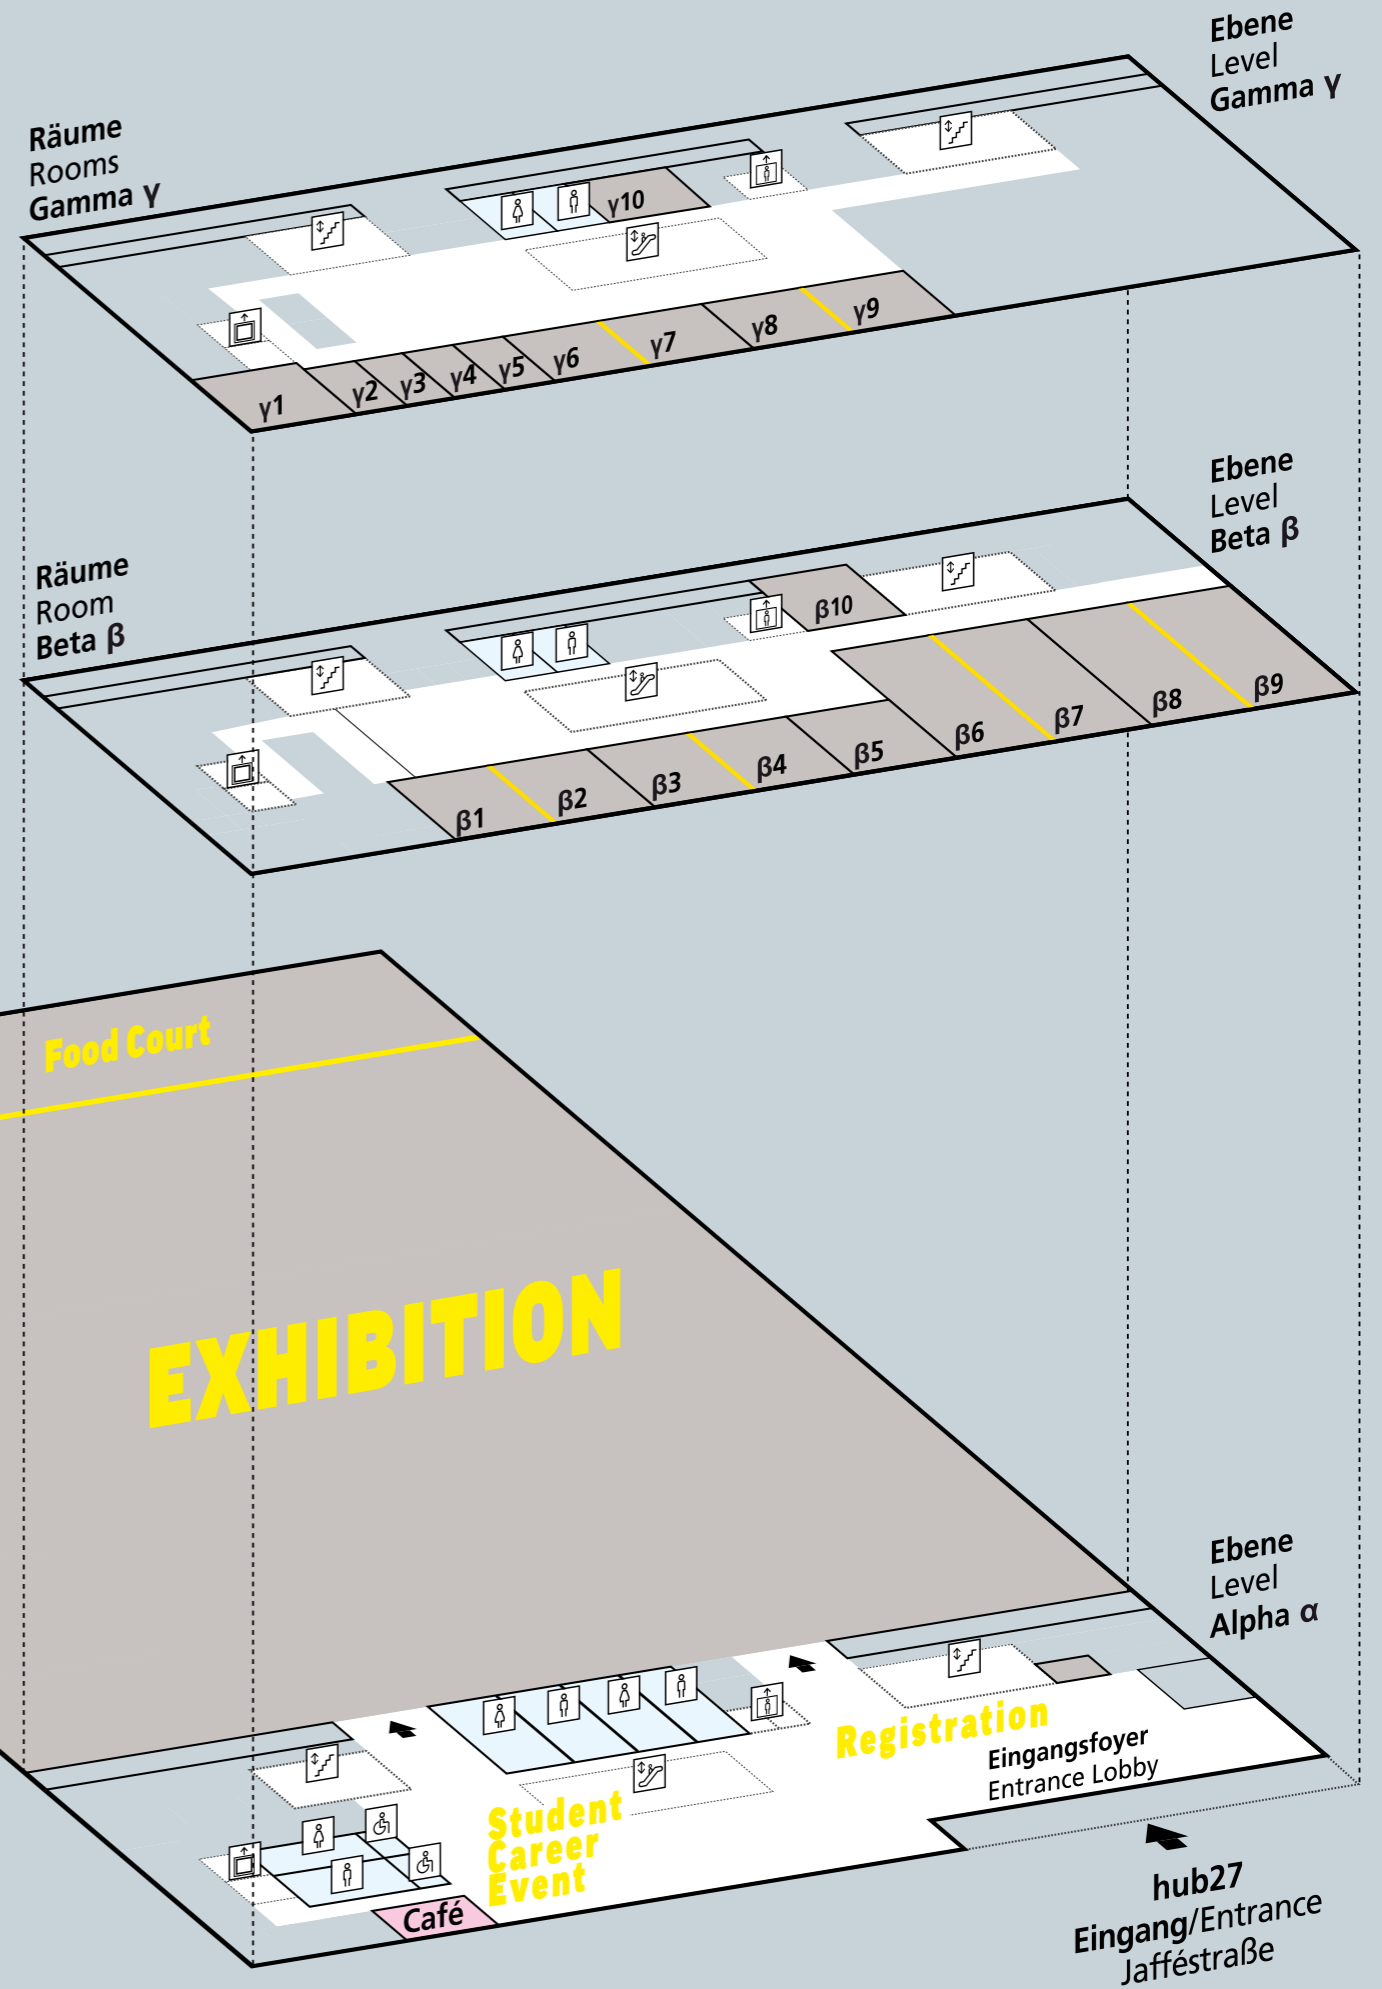 Ebene
Level
Gamma γ
Räume
Rooms
Gamma γ
γ10
γ1
γ2
γ3
γ4
γ5
γ6
γ7
γ8
γ9
Ebene
Level
Beta β
Räume
Room
Beta β
β10
β1
β2
β3
β4
β5
β6
β7
β8
β9
Food Court
EXHIBITION
Ebene
Level
Alpha α
Registration
Eingangsfoyer
Entrance Lobby
Student
Career
Event
Café
hub27
Eingang/Entrance
Jafféstraße